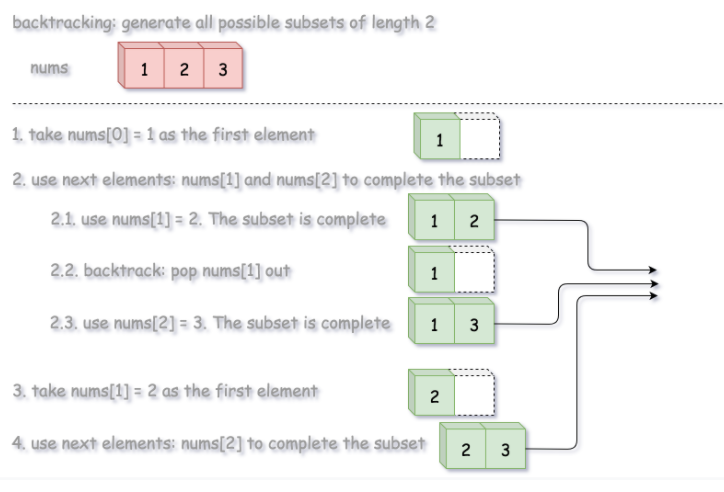 backtracking: generate all possible subsets of length 2
nums 1 2 3
1. take nums[0] = 1 as the first element 1
2. use next elements: nums[1] and nums[2] to complete the subset
2.1. use nums[1] = 2. The subset is complete 1 2
2.2. backtrack: pop nums[1] out 1
2.3. use nums[2] = 3. The subset is complete 1 3
3. take nums[1] = 2 as the first element 2
4. use next elements: nums[2] to complete the subset 2 3